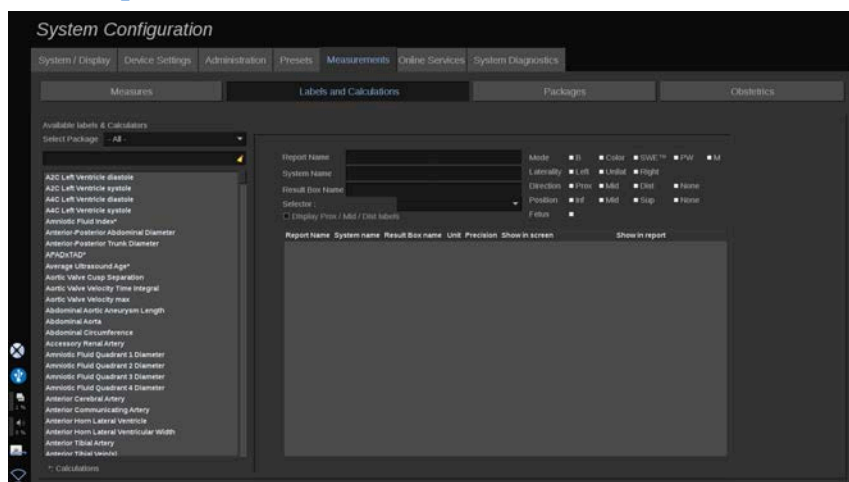 System Configuration
System / Display Device Settings Administration Presets Measurements Online Services System Diagnostics
Measures Labels and Calculations Packages Obstetrics
Available labels & Calculators
Select Package - All -
Report Name
System Name
Result Box Name
Selector :
Display Prox / Mid / Dist labels
Mode B Color SWE™ PW M
Laterality Left Unilat Right
Direction Prox Mid Dist None
Position Inf Mid Sup None
Fetus
Report Name System name Result Box name Unit Precision Show in screen Show in report
A2C Left Ventricle diastole
A2C Left Ventricle systole
A4C Left Ventricle diastole
A4C Left Ventricle systole
Amniotic Fluid Index*
Anterior-Posterior Abdominal Diameter
Anterior-Posterior Trunk Diameter
APADxTAD*
Average Ultrasound Age*
Aortic Valve Cusp Separation
Aortic Valve Velocity Time Integral
Aortic Valve Velocity max
Abdominal Aortic Aneurysm Length
Abdominal Aorta
Abdominal Circumference
Accessory Renal Artery
Amniotic Fluid Quadrant 1 Diameter
Amniotic Fluid Quadrant 2 Diameter
Amniotic Fluid Quadrant 3 Diameter
Amniotic Fluid Quadrant 4 Diameter
Anterior Cerebral Artery
Anterior Communicating Artery
Anterior Horn Lateral Ventricle
Anterior Horn Lateral Ventricular Width
Anterior Tibial Artery
Anterior Tibial Vein(s)
*: Calculations